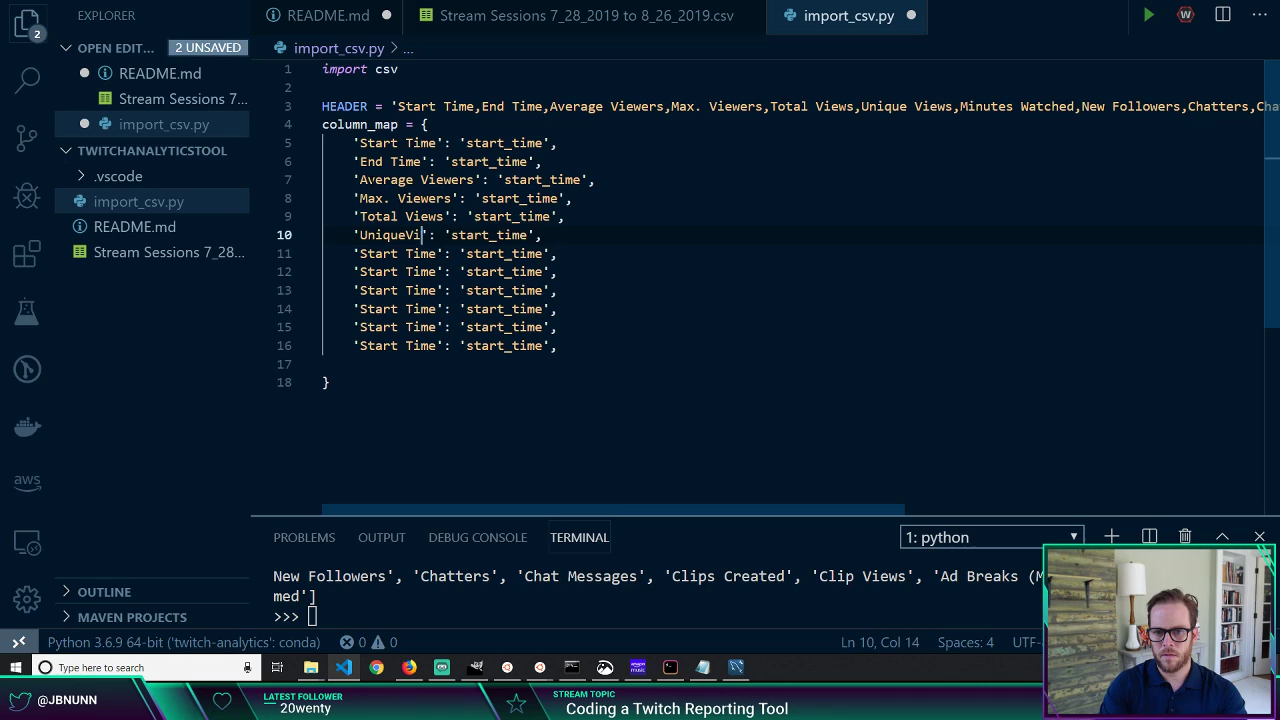 EXPLORER
README.md
Stream Sessions 7_28_2019 to 8_26_2019.csv
import_csv.py
W
2
OPEN EDIT... 2 UNSAVED
README.md
Stream Sessions 7...
import_csv.py
TWITCHANALYTICSTOOL
.vscode
import_csv.py
README.md
Stream Sessions 7_28...
aws
OUTLINE
MAVEN PROJECTS
import_csv.py > ...
1 import csv
2
3 HEADER = 'Start Time,End Time,Average Viewers,Max. Viewers,Total Views,Unique Views,Minutes Watched,New Followers,Chatters,Cha
4 column_map = {
5 'Start Time': 'start_time',
6 'End Time': 'start_time',
7 'Average Viewers': 'start_time',
8 'Max. Viewers': 'start_time',
9 'Total Views': 'start_time',
10 'UniqueVi': 'start_time',
11 'Start Time': 'start_time',
12 'Start Time': 'start_time',
13 'Start Time': 'start_time',
14 'Start Time': 'start_time',
15 'Start Time': 'start_time',
16 'Start Time': 'start_time',
17
18 }
PROBLEMS OUTPUT DEBUG CONSOLE TERMINAL
1: python
New Followers', 'Chatters', 'Chat Messages', 'Clips Created', 'Clip Views', 'Ad Breaks (M
med']
>>>
Python 3.6.9 64-bit ('twitch-analytics': conda) 0 0
Ln 10, Col 14 Spaces: 4 UTF-
Type here to search
amazon music
@JBNUNN
LATEST FOLLOWER
20wenty
STREAM TOPIC
Coding a Twitch Reporting Tool